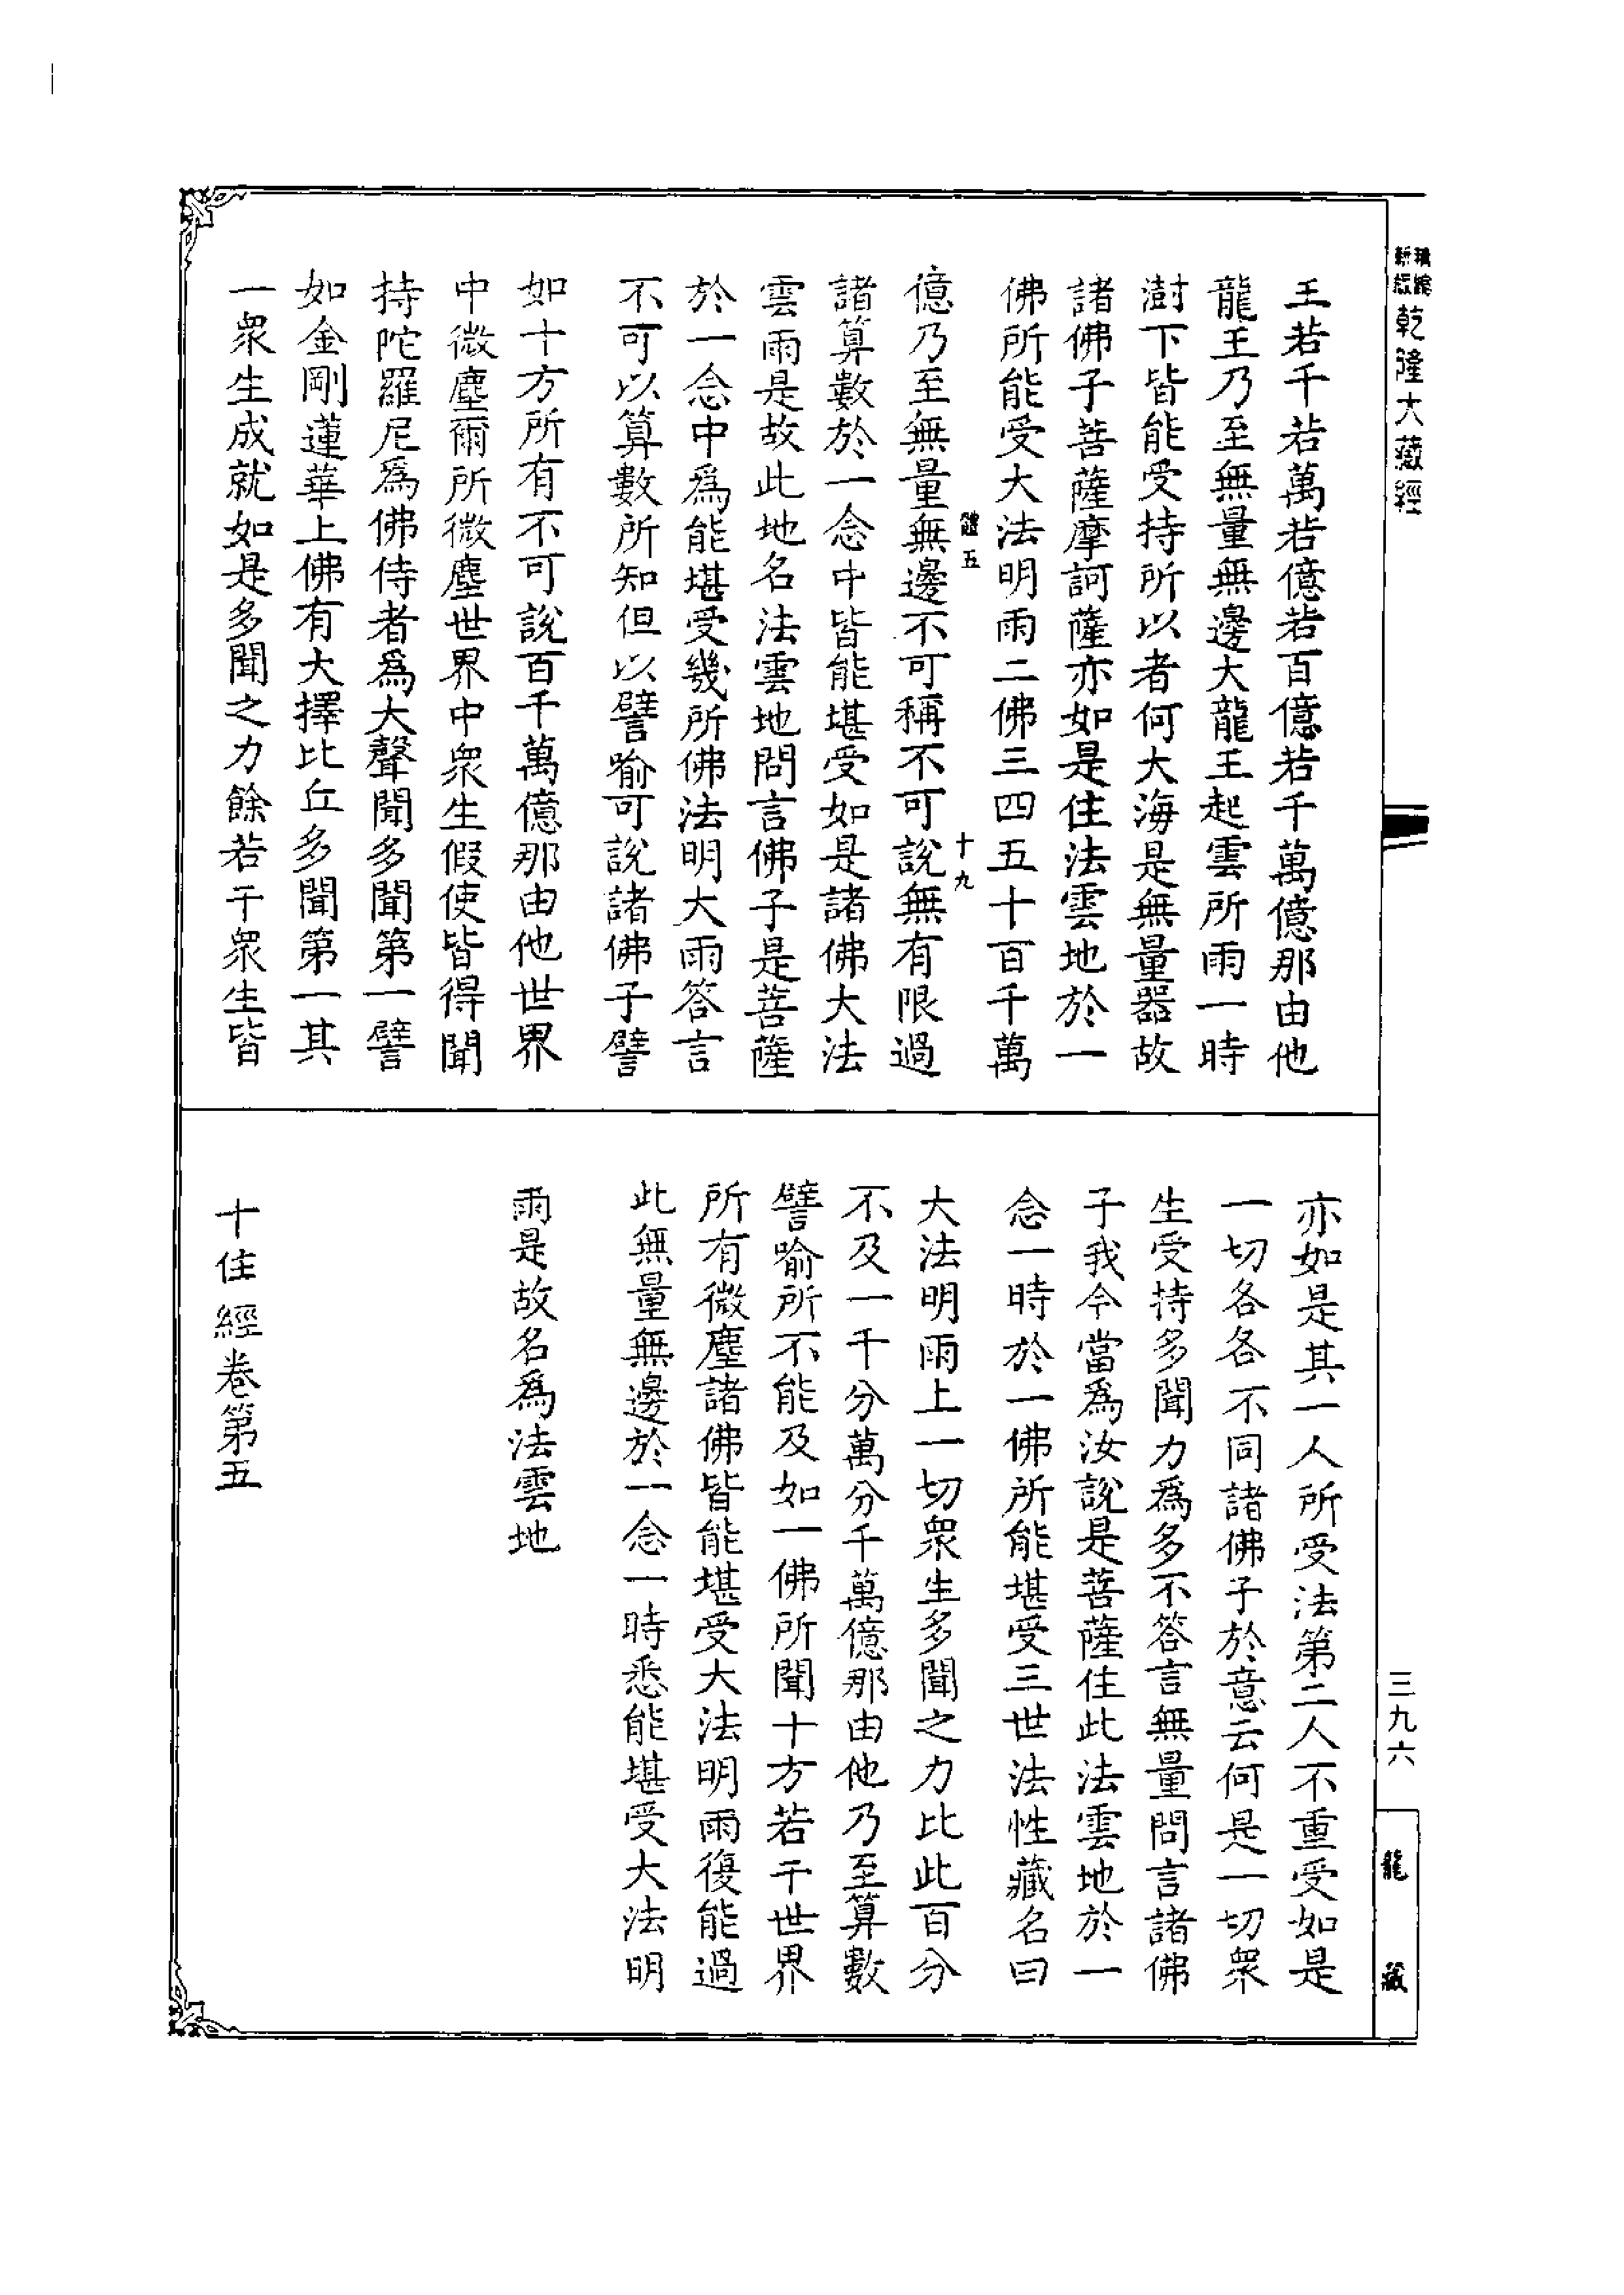 乾隆大藏經
王若千若萬若億若百億若千萬億那由他
龍王乃至無量無邊大龍王起雲所雨一時
澍下皆能受持所以者何大海是無量器故
諸佛子菩薩摩訶薩亦如是住法雲地於一
佛所能受大法明雨二佛三四五十百千萬
體五 十九
億乃至無量無邊不可稱不可說無有限過
諸算數於一念中皆能堪受如是諸佛大法
雲雨是故此地名法雲地問言佛子是菩薩
於一念中為能堪受幾所佛法明大雨答言
不可以算數所知但以譬喻可說諸佛子譬
如十方所有不可說百千萬億那由他世界
中微塵爾所微塵世界中衆生假使皆得聞
持陀羅尼為佛侍者為大聲聞多聞第一譬
如金剛蓮華上佛有大擇比丘多聞第一其
一衆生成就如是多聞之力餘若干衆生皆
亦如是其一人所受法第二人不重受如是
一切各各不同諸佛子於意云何是一切衆
生受持多聞力為多不答言無量問言諸佛
子我今當為汝說是菩薩住此法雲地於一
念一時於一佛所能堪受三世法性藏名曰
大法明雨上一切衆生多聞之力比此百分
不及一千分萬分千萬億那由他乃至算數
譬喻所不能及如一佛所聞十方若干世界
所有微塵諸佛皆能堪受大法明雨復能過
此無量無邊於一念一時悉能堪受大法明
雨是故名為法雲地
十住經卷第五
三九六
龍藏